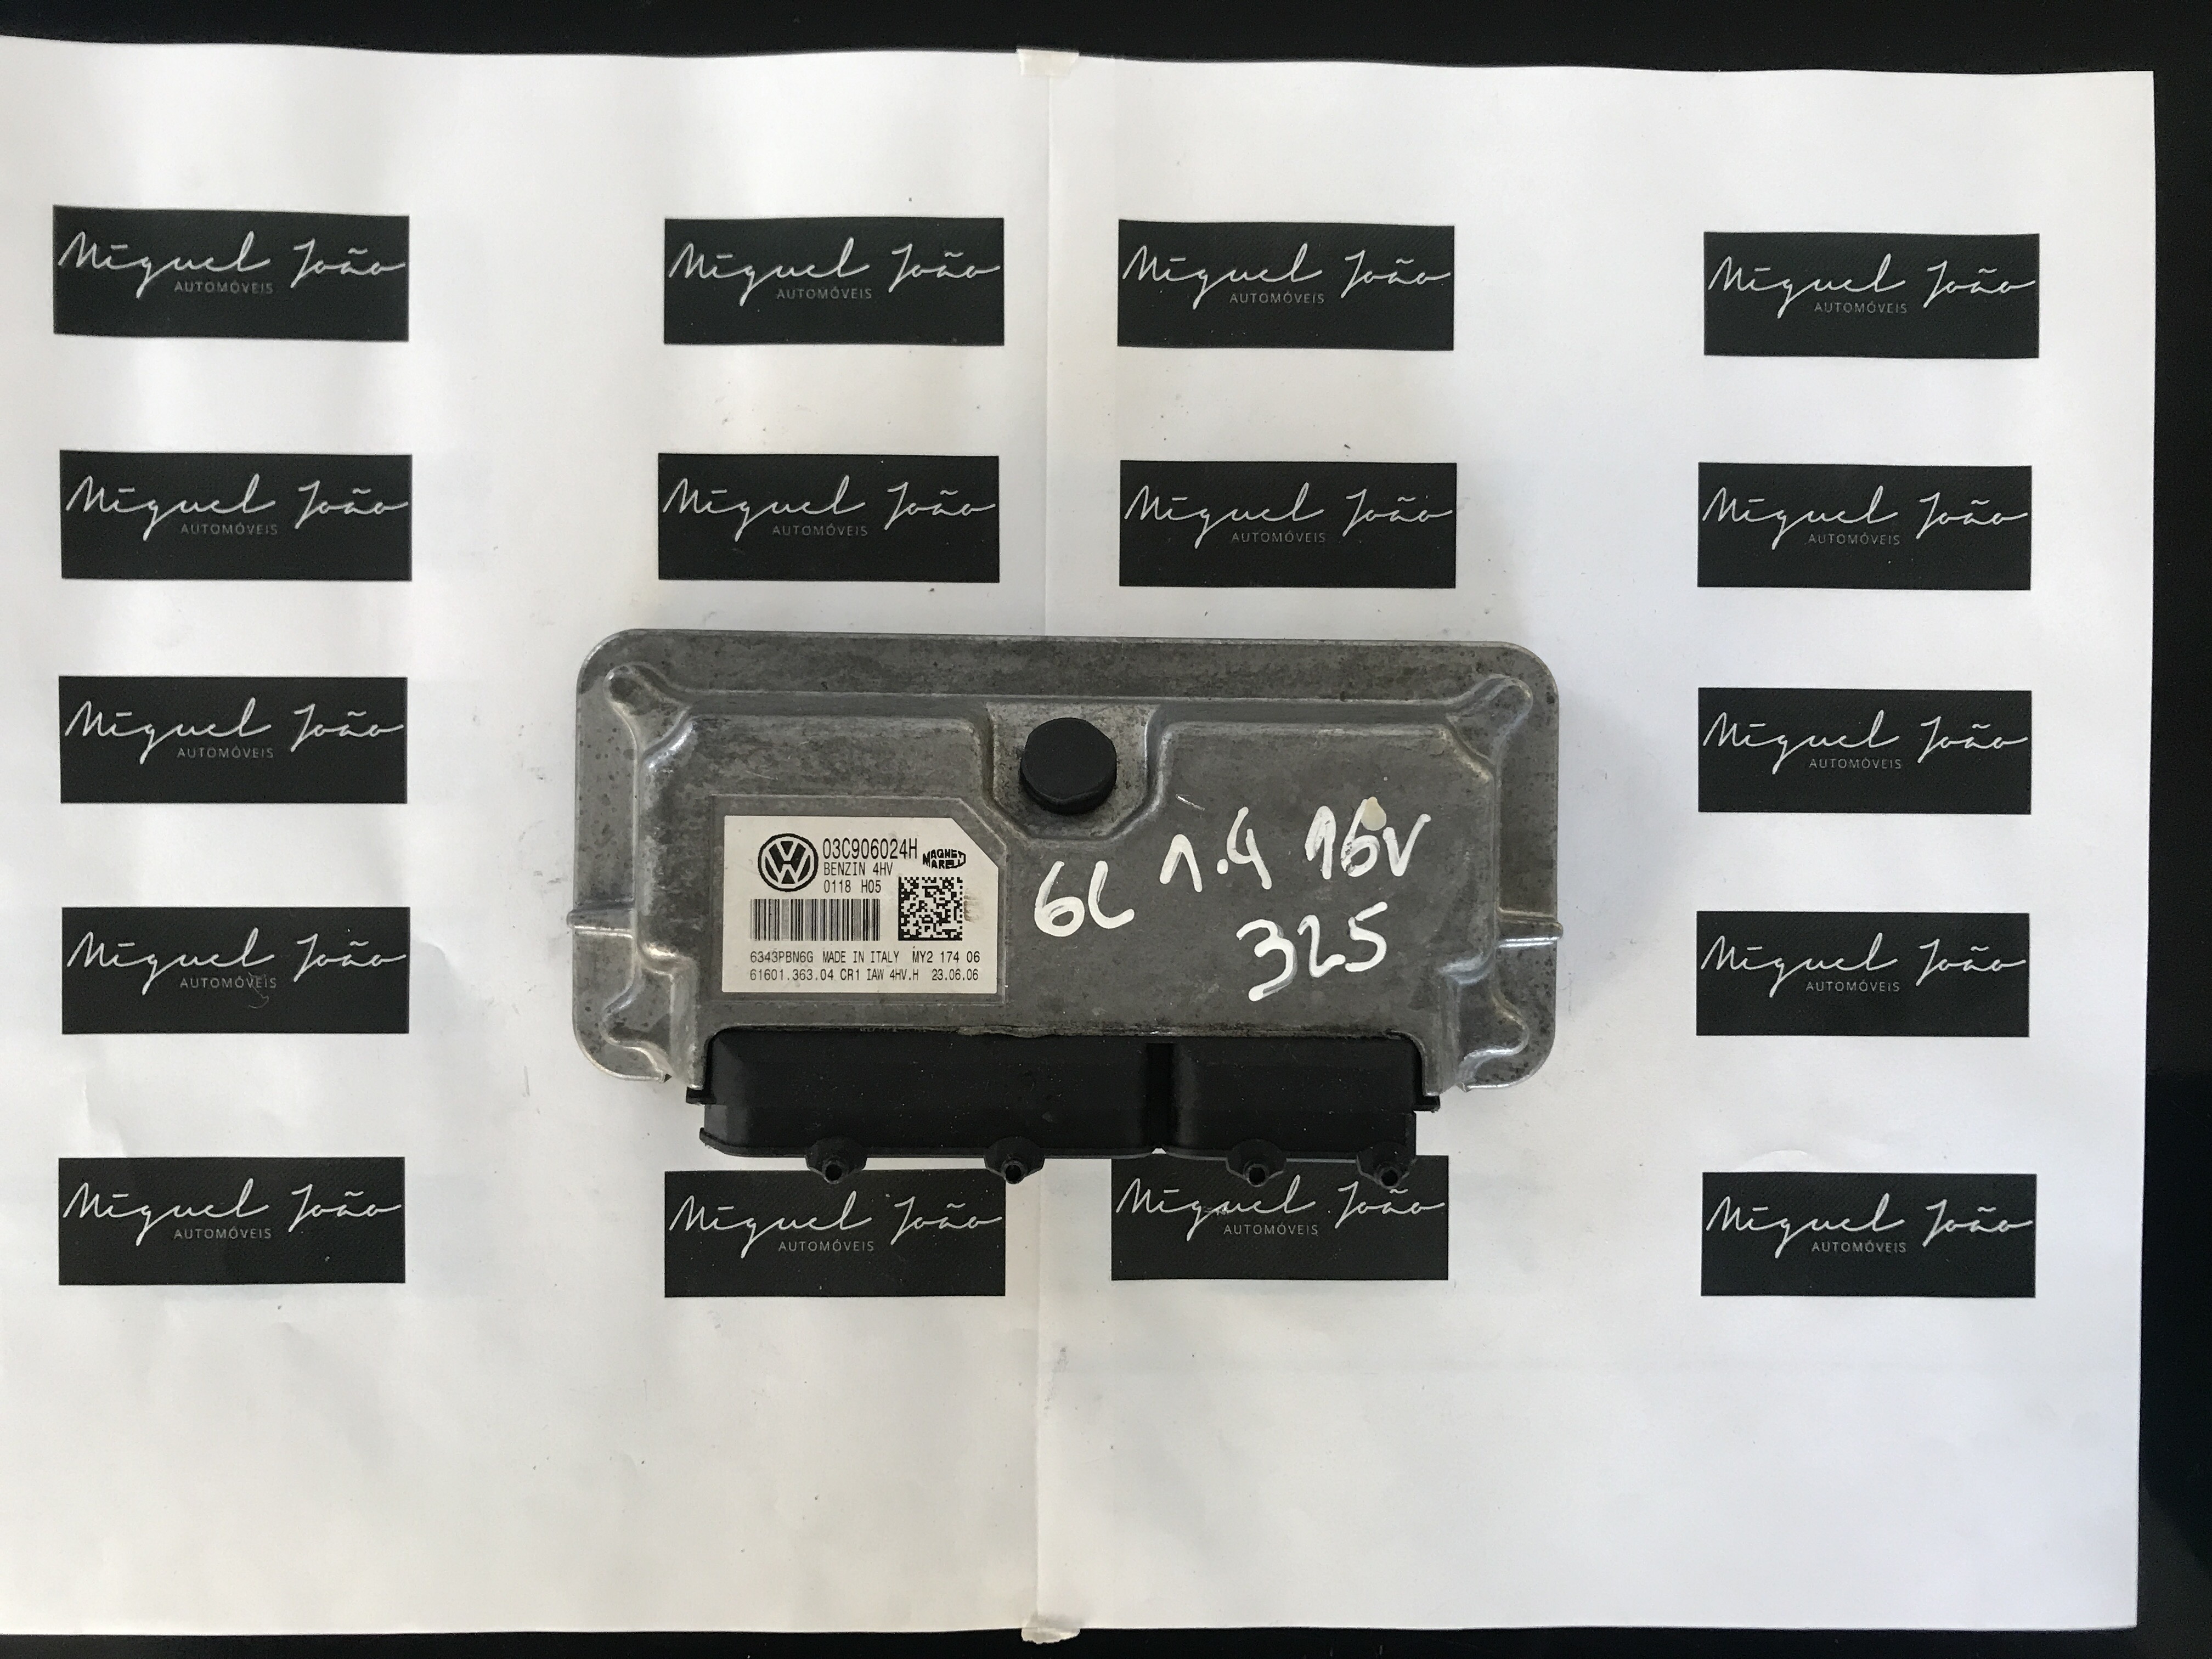 Miguel João
AUTOMÓVEIS
Miguel João
AUTOMÓVEIS
Miguel João
AUTOMÓVEIS
Miguel João
AUTOMÓVEIS
Miguel João
AUTOMÓVEIS
Miguel João
AUTOMÓVEIS
Miguel João
AUTOMÓVEIS
Miguel João
AUTOMÓVEIS
Miguel João
AUTOMÓVEIS
Miguel João
AUTOMÓVEIS
03C906024H
MAGNETI
MARELLI
BENZIN 4HV
0118 H05
6343PBN6G MADE IN ITALY MY2 174 06
61601.363.04 CR1 IAW 4HV.H 23.06.06
6L 1.4 16V
325
Miguel João
AUTOMÓVEIS
Miguel João
AUTOMÓVEIS
Miguel João
AUTOMÓVEIS
Miguel João
AUTOMÓVEIS
Miguel João
AUTOMÓVEIS
Miguel João
AUTOMÓVEIS